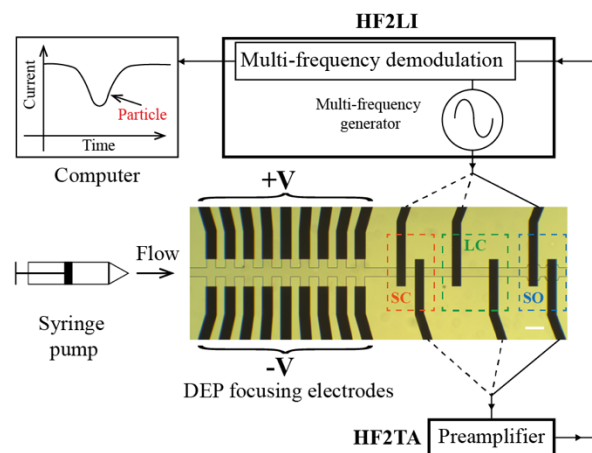 HF2LI
Multi-frequency demodulation
Multi-frequency
generator
Current
Particle
Time
Computer
+V
Flow
LC
SC
SO
Syringe
pump
-V
DEP focusing electrodes
HF2TA
Preamplifier